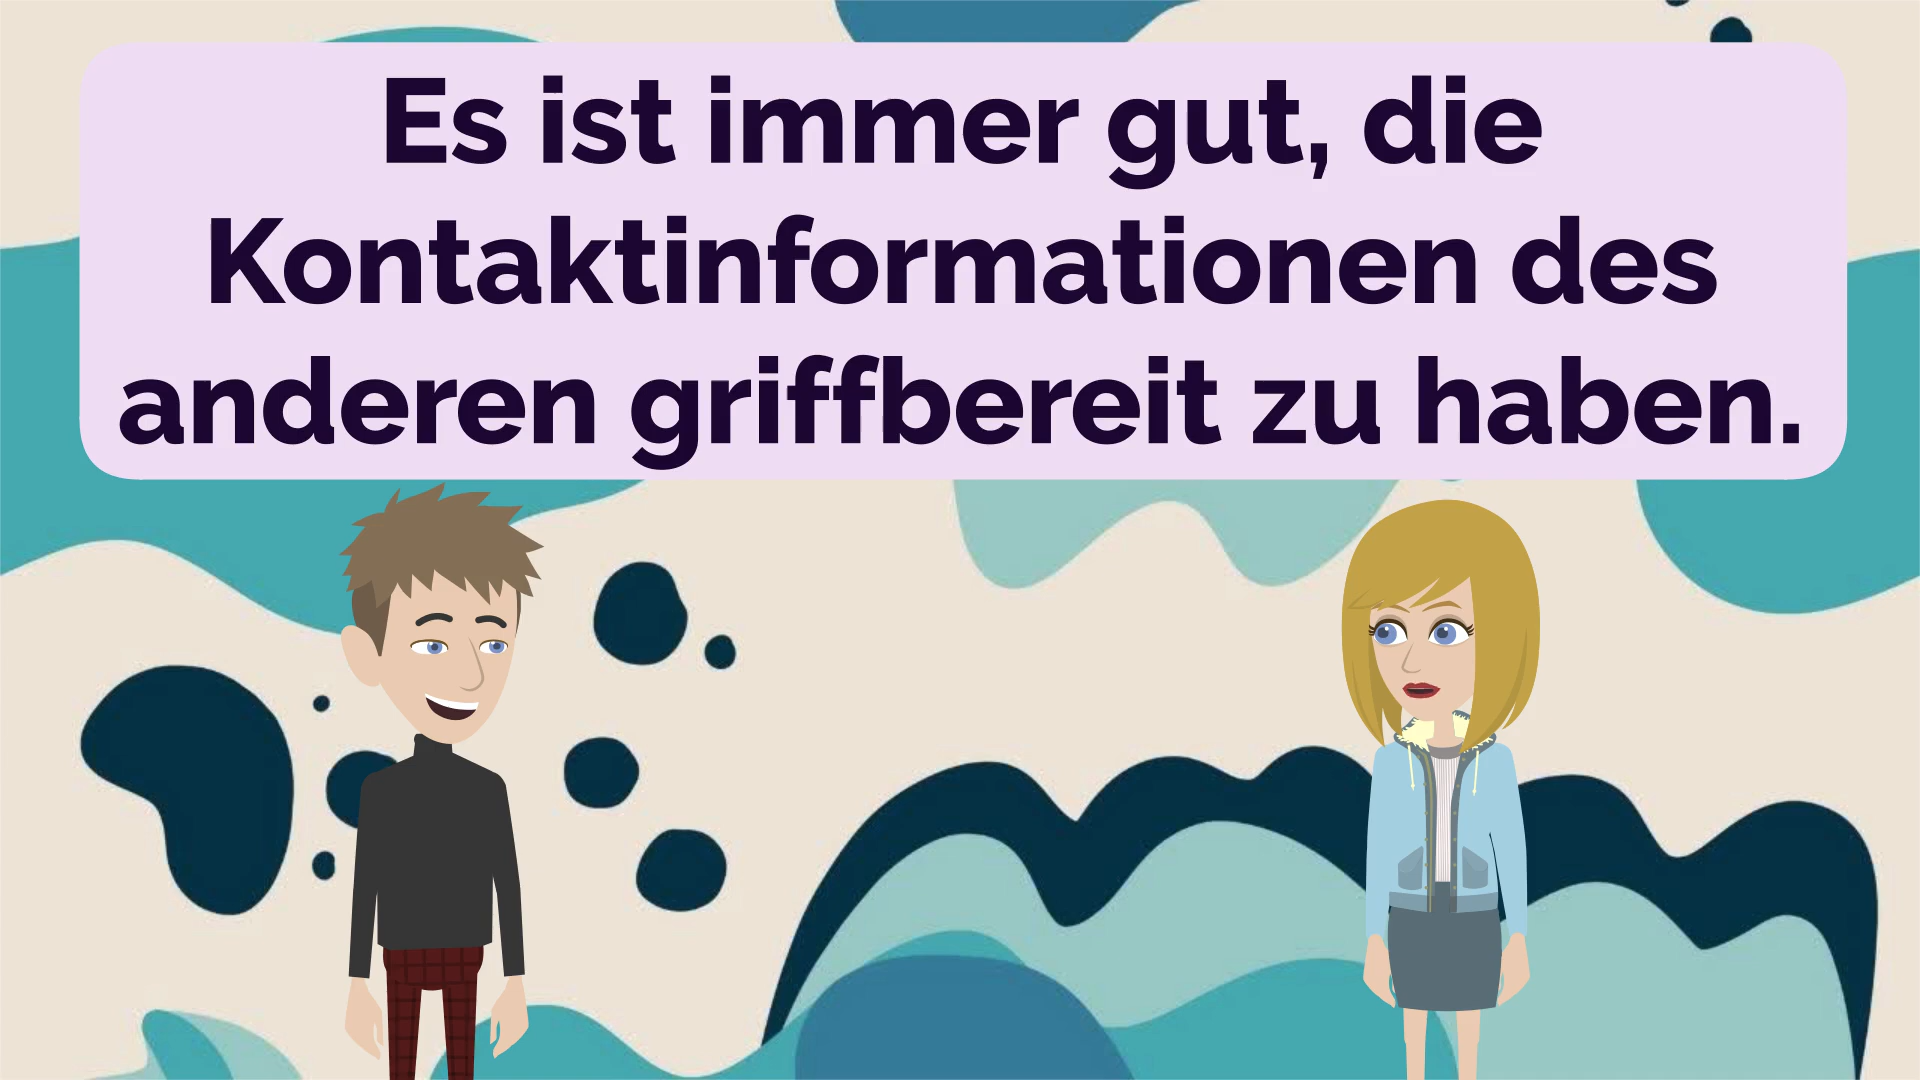 Es ist immer gut, die
Kontaktinformationen des
anderen griffbereit zu haben.